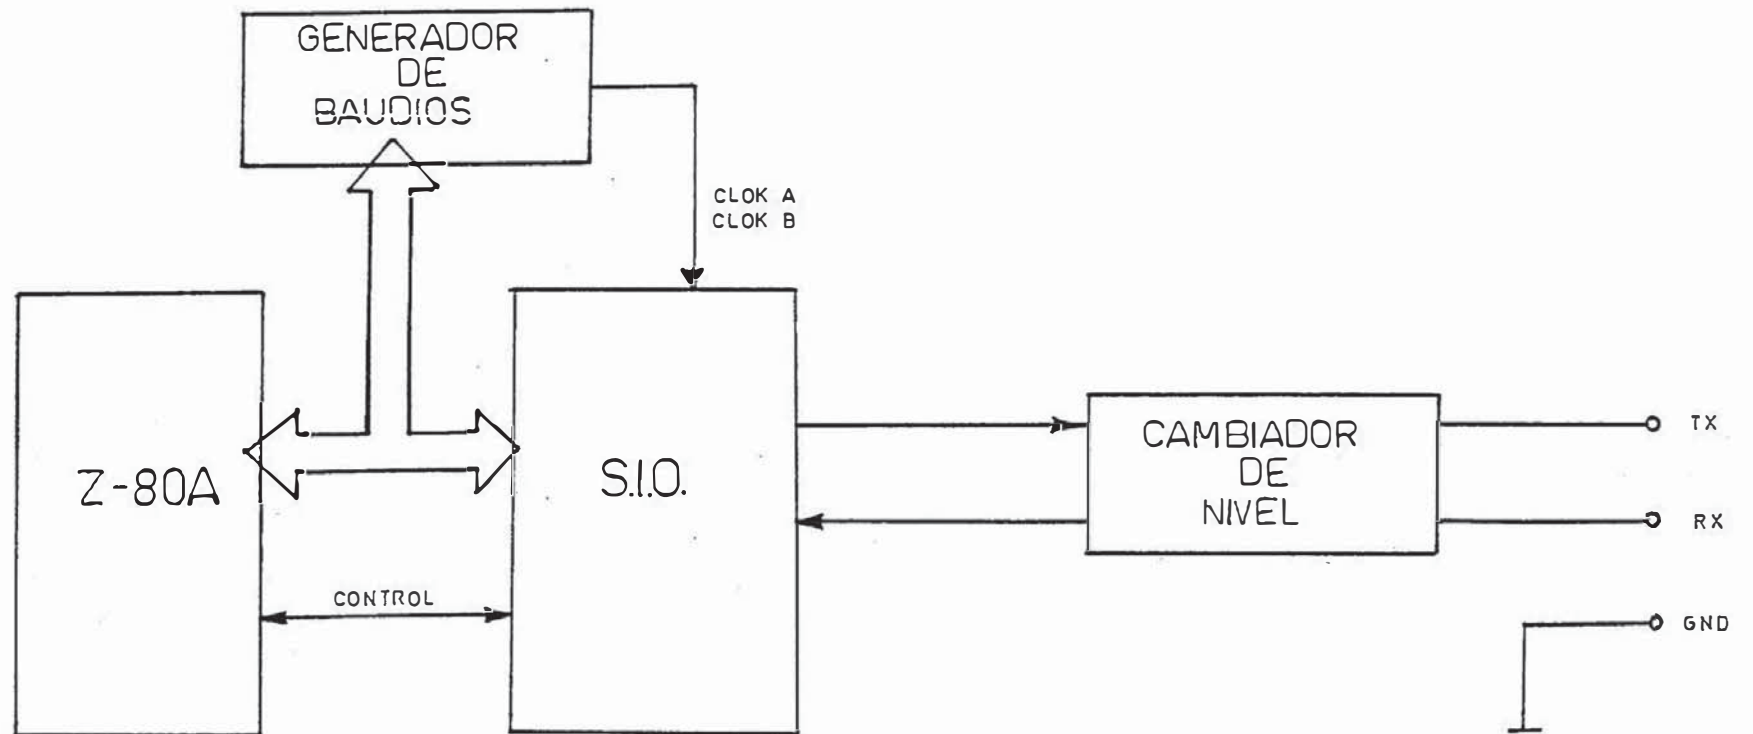 GENERADOR
DE
BAUDIOS
CLOK A
CLOK B
Z-80A
S.I.O.
CONTROL
CAMBIADOR
DE
NIVEL
TX
RX
GND